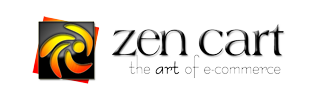 zen cart
the art of e-commerce